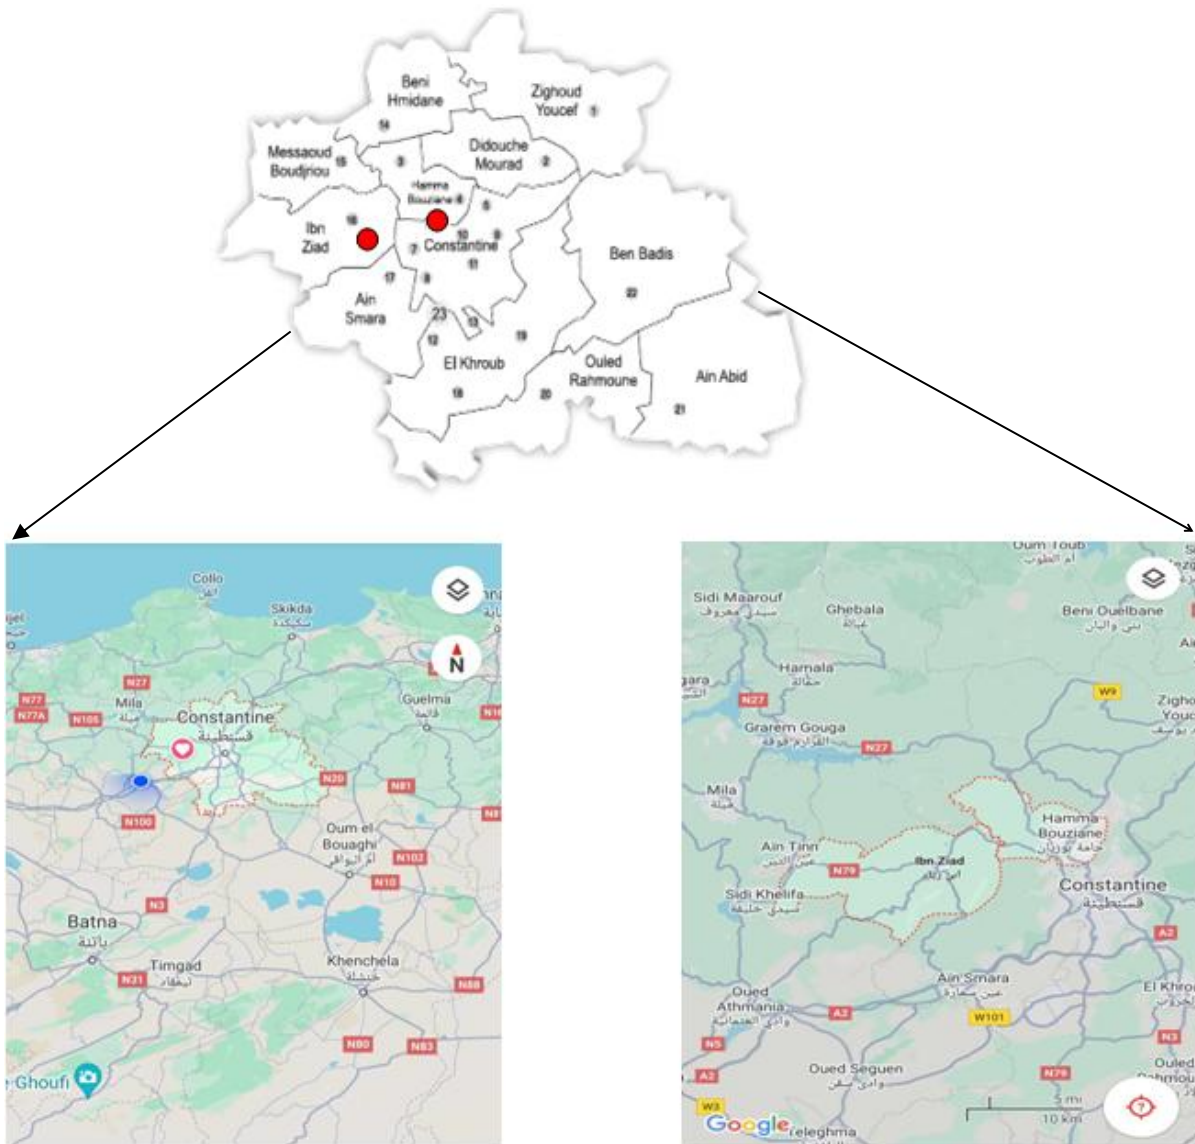 Beni
Hmidane
14
Zighoud
Youcef 1
Messaoud
Boudjriou 15
3
Didouche
Mourad 2
Hamma
Bouziane 4
5
Ibn
Ziad
16
7
10
9
Constantine
11
Ben Badis
22
17
8
Ain
Smara
23
13
12
19
El Khroub
18
Ouled
Rahmoune
20
Ain Abid
21
Collo
القل
Skikda
سكيكدة
N
N77
N77A
N27
N105
Mila
ميلة
Constantine
قسنطينة
Guelma
قالمة
N20
N81
N100
Oum el
Bouaghi
أم البواقي
N102
N10
N3
Batna
باتنة
Timgad
تيمقاد
N31
Khenchela
خنشلة
N88
N80
N83
Ghoufi
Oum Toub
أم الطوب
Sidi Maarouf
سيدي معروف
Ghebala
غبالة
Beni Ouelbane
بني والبان
Hamala
حمالة
N27
W9
Grarem Gouga
القرارم قوقة
N27
Mila
ميلة
Hamma
Bouziane
حامة بوزيان
Ain Tinn
عين التين
Ibn Ziad
ابن زياد
N79
Sidi Khelifa
سيدي خليفة
Constantine
قسنطينة
A2
Ain Smara
عين سمارة
Oued
Athmania
وادي العثمانية
A2
W101
El Khro
N5
N3
Oued Seguen
وادي سقن
A2
N79
Ouled
W3
5 mi
10 km
Google
Teleghma